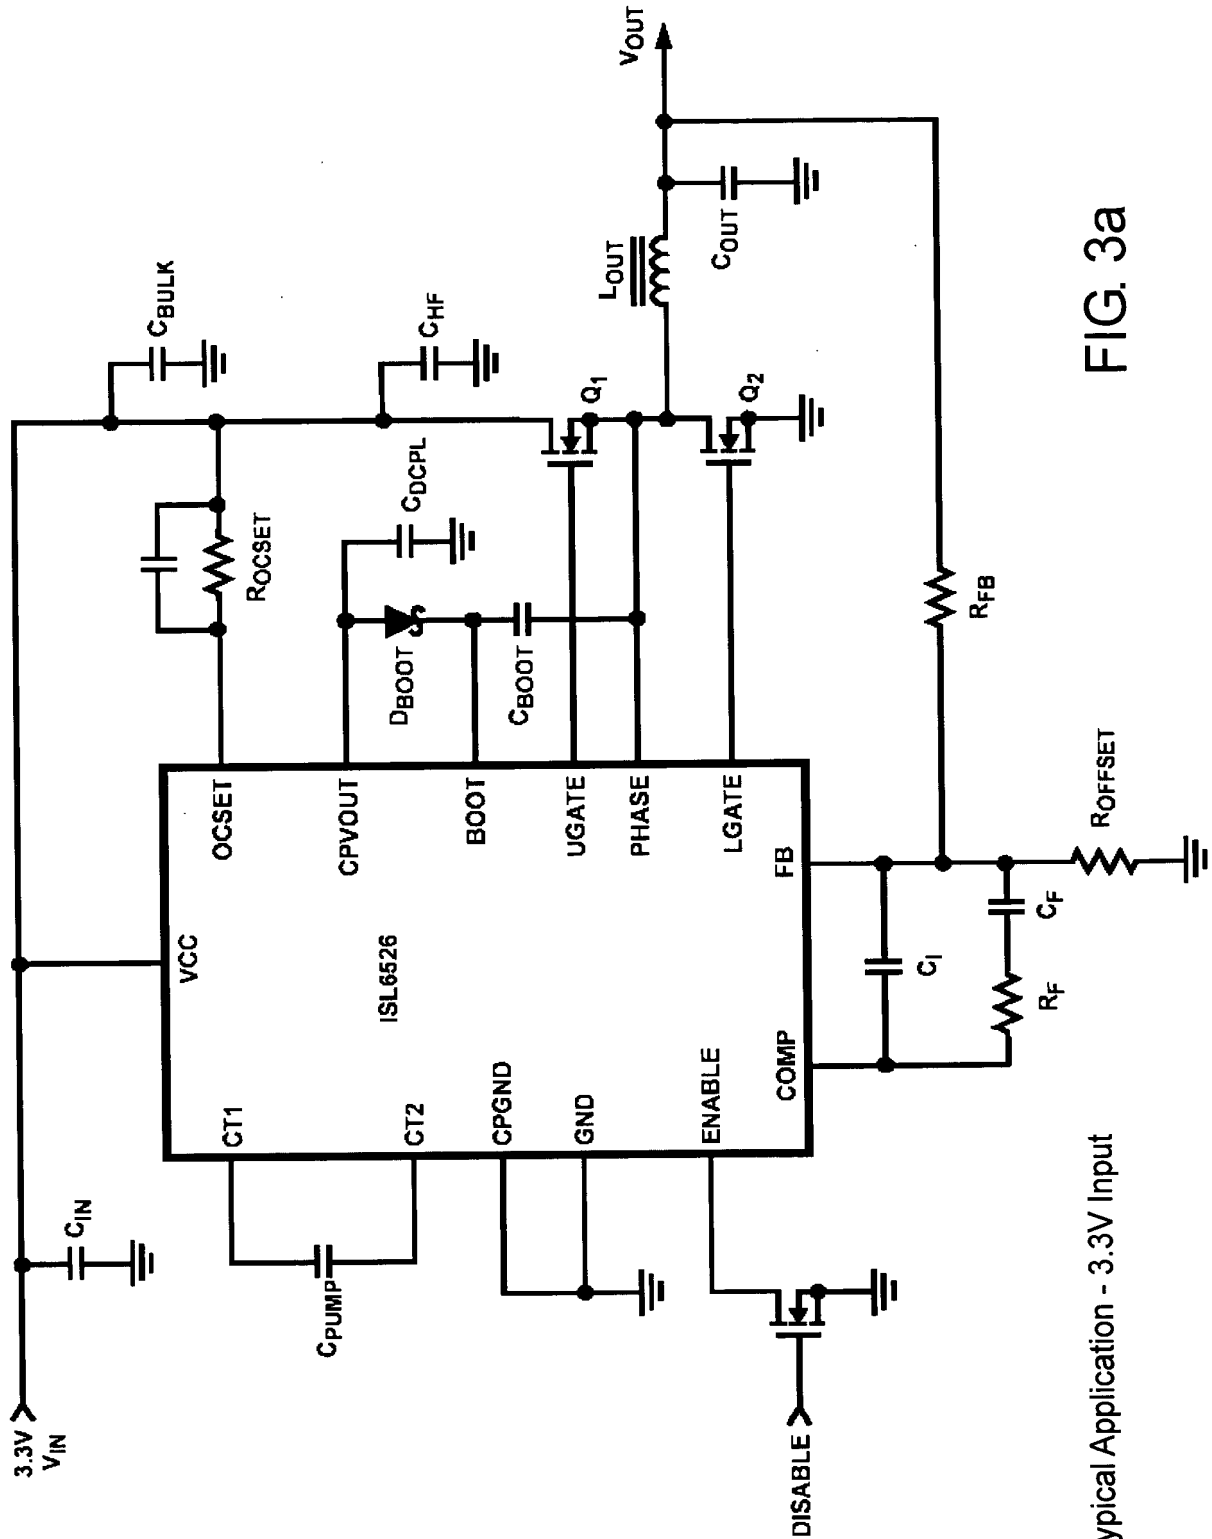 3.3V
VIN
CIN
CBULK
ROCSET
CHF
CDCPL
DBOOT
CBOOT
Q1
Q2
LOUT
COUT
VOUT
VCC
ISL6526
CT1
CT2
CPGND
GND
ENABLE
COMP
FB
OCSET
CPVOUT
BOOT
UGATE
PHASE
LGATE
CPUMP
DISABLE
CI
RF
CF
RFB
ROFFSET
ypical Application - 3.3V Input
FIG. 3a